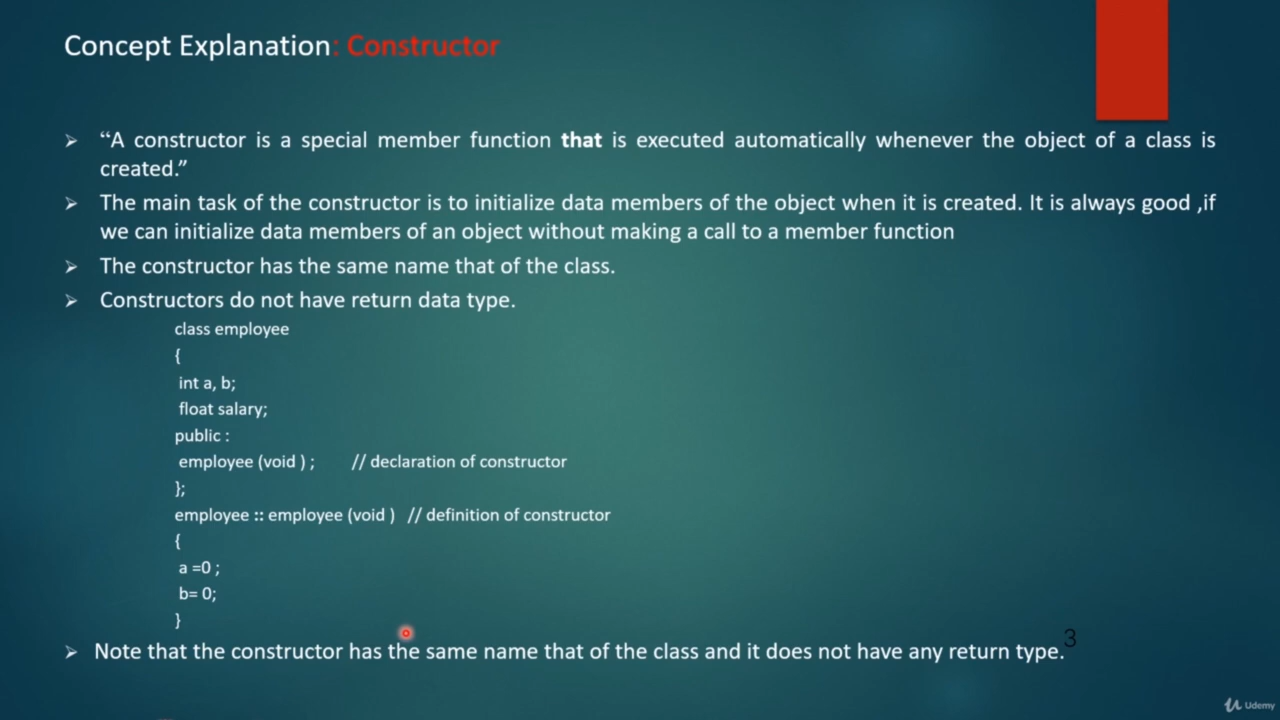 Concept Explanation: Constructor
➢ “A constructor is a special member function that is executed automatically whenever the object of a class is
created.”
➢ The main task of the constructor is to initialize data members of the object when it is created. It is always good ,if
we can initialize data members of an object without making a call to a member function
➢ The constructor has the same name that of the class.
➢ Constructors do not have return data type.
class employee
{
int a, b;
float salary;
public :
employee (void ) ; // declaration of constructor
};
employee :: employee (void ) // definition of constructor
{
a =0 ;
b= 0;
}
➢ Note that the constructor has the same name that of the class and it does not have any return type.
3
Udemy